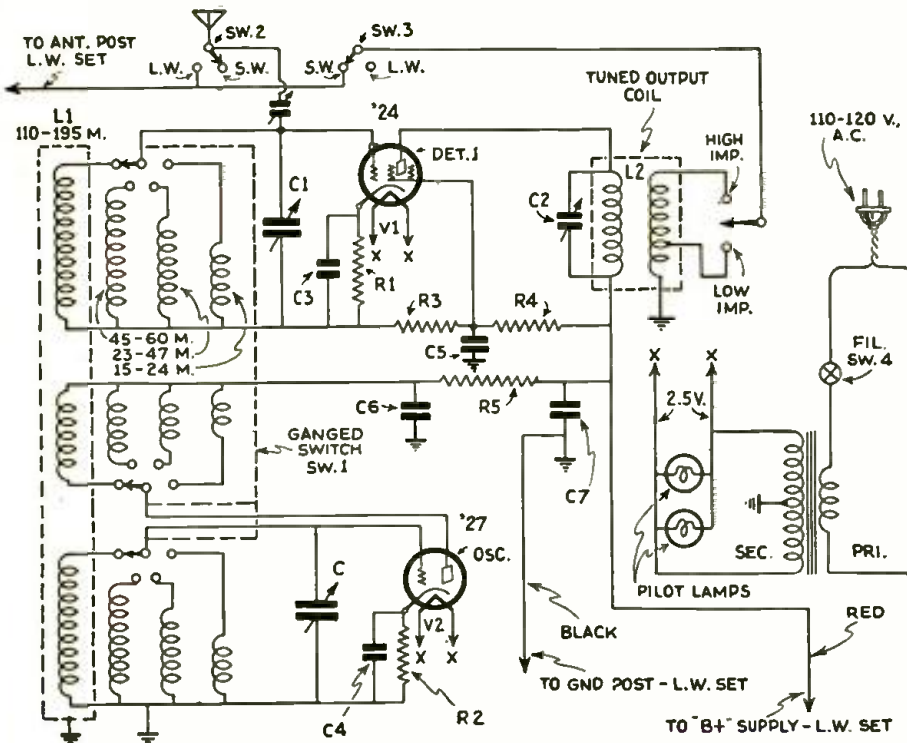 SW.2
SW.3
TO ANT. POST
L.W. SET
L.W.
S.W.
S.W.
L.W.
TUNED OUTPUT
COIL
110-120 V.,
A.C.
L1
110-195 M.
'24
DET.1
HIGH
IMP.
C1
C2
L2
V1
X X
C3
R1
LOW
IMP.
R3
R4
45-60 M.
23-47 M.
15-24 M.
C5
X X
FIL.
SW.4
2.5V.
C6
R5
GANGED
SWITCH
SW.1
C7
'27
OSC.
SEC.
PRI.
C
PILOT LAMPS
V2
X X
BLACK
RED
C4
R2
TO GND POST - L.W. SET
TO "B+" SUPPLY - L.W. SET